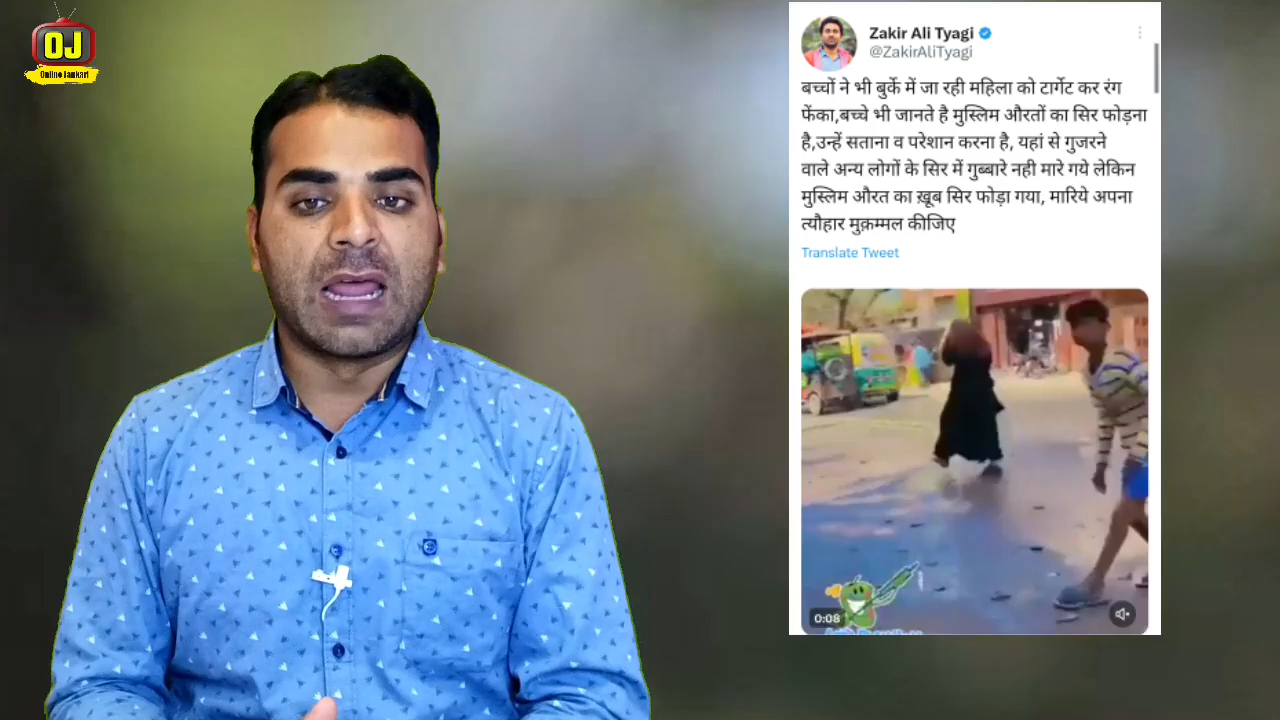 OJ
Online Jankari
Zakir Ali Tyagi
@ZakirAliTyagi
बच्चों ने भी बुर्के में जा रही महिला को टार्गेट कर रंग
फेंका,बच्चे भी जानते है मुस्लिम औरतों का सिर फोड़ना
है,उन्हें सताना व परेशान करना है, यहां से गुजरने
वाले अन्य लोगों के सिर में गुब्बारे नही मारे गये लेकिन
मुस्लिम औरत का ख़ूब सिर फोड़ा गया, मारिये अपना
त्यौहार मुक़म्मल कीजिए
Translate Tweet
0:08